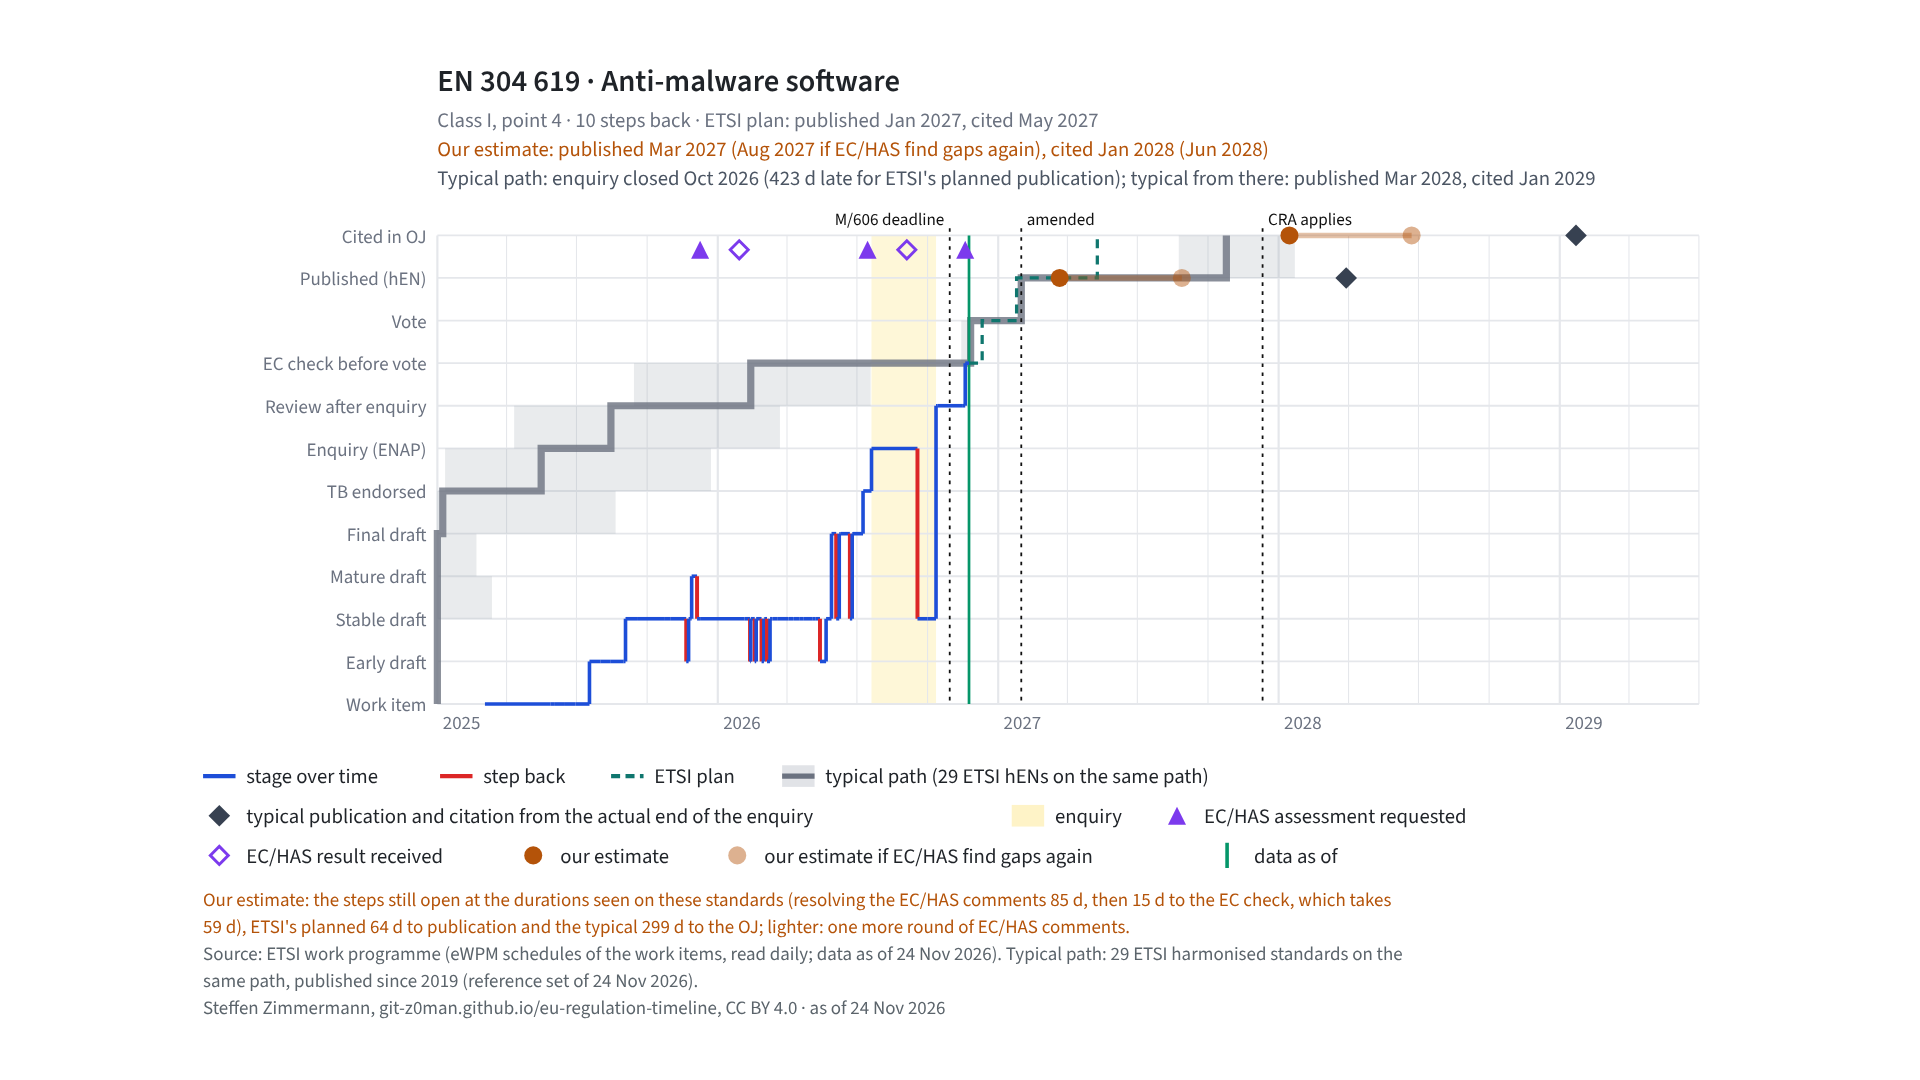 EN 304 619 · Anti-malware software
Class I, point 4 · 10 steps back · ETSI plan: published Jan 2027, cited May 2027
Our estimate: published Mar 2027 (Aug 2027 if EC/HAS find gaps again), cited Jan 2028 (Jun 2028)
Typical path: enquiry closed Oct 2026 (423 d late for ETSI's planned publication); typical from there: published Mar 2028, cited Jan 2029
M/606 deadline
amended
CRA applies
Cited in OJ
Published (hEN)
Vote
EC check before vote
Review after enquiry
Enquiry (ENAP)
TB endorsed
Final draft
Mature draft
Stable draft
Early draft
Work item
2025
2026
2027
2028
2029
stage over time
step back
ETSI plan
typical path (29 ETSI hENs on the same path)
typical publication and citation from the actual end of the enquiry
enquiry
EC/HAS assessment requested
EC/HAS result received
our estimate
our estimate if EC/HAS find gaps again
data as of
Our estimate: the steps still open at the durations seen on these standards (resolving the EC/HAS comments 85 d, then 15 d to the EC check, which takes
59 d), ETSI's planned 64 d to publication and the typical 299 d to the OJ; lighter: one more round of EC/HAS comments.
Source: ETSI work programme (eWPM schedules of the work items, read daily; data as of 24 Nov 2026). Typical path: 29 ETSI harmonised standards on the
same path, published since 2019 (reference set of 24 Nov 2026).
Steffen Zimmermann, git-z0man.github.io/eu-regulation-timeline, CC BY 4.0 · as of 24 Nov 2026